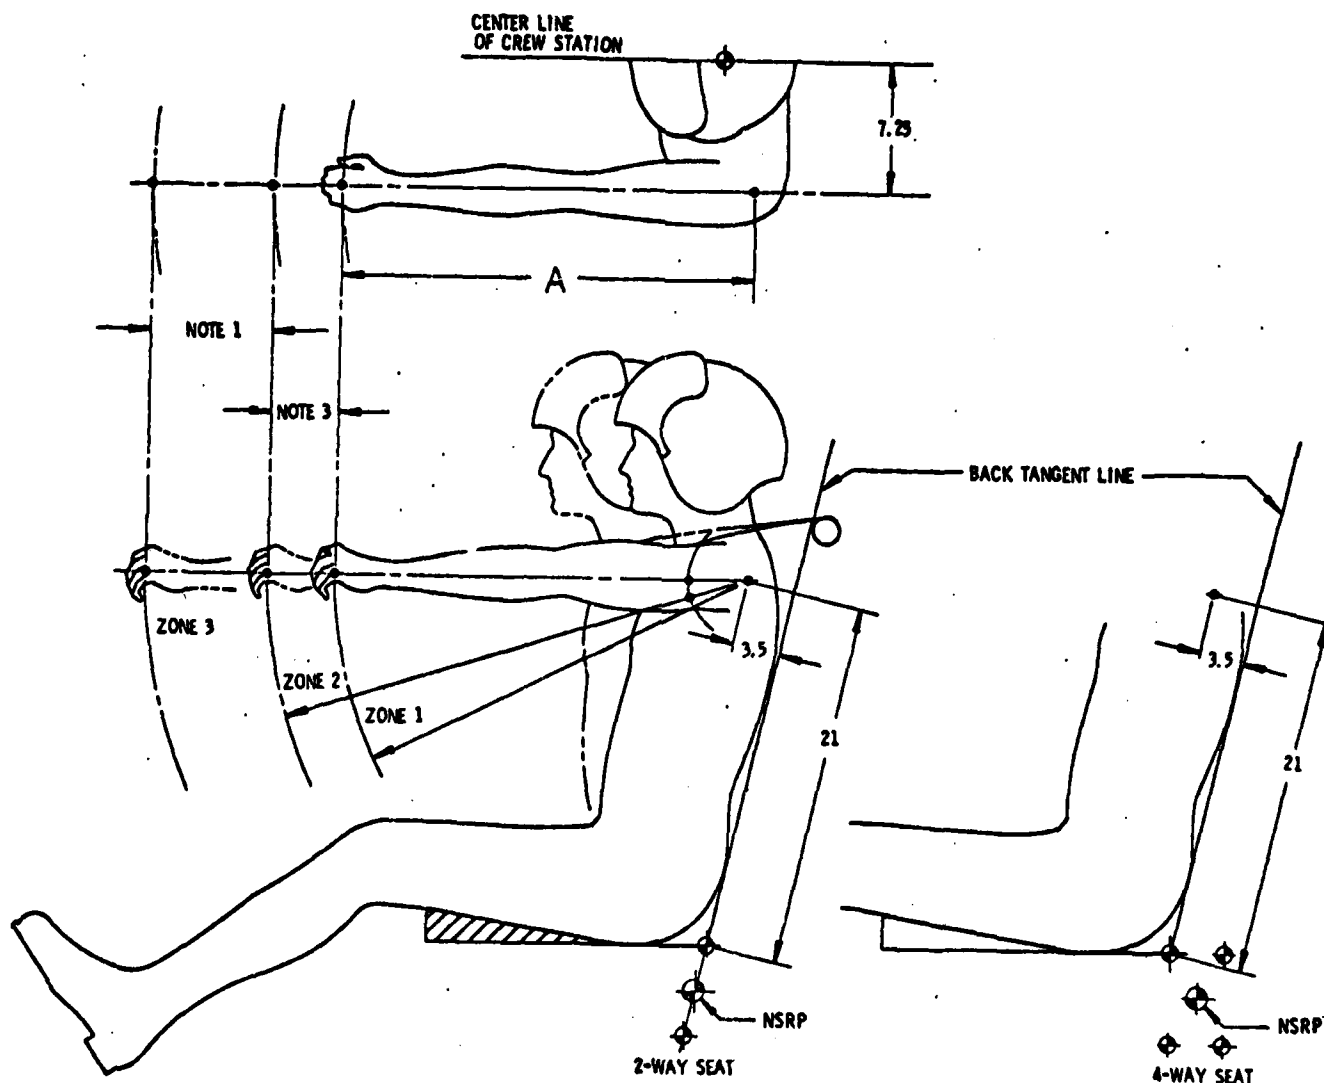 CENTER LINE
OF CREW STATION
7.25
A
NOTE 1
NOTE 3
BACK TANGENT LINE
ZONE 3
ZONE 2
ZONE 1
3.5
3.5
21
21
NSRP
NSRP
2-WAY SEAT
4-WAY SEAT